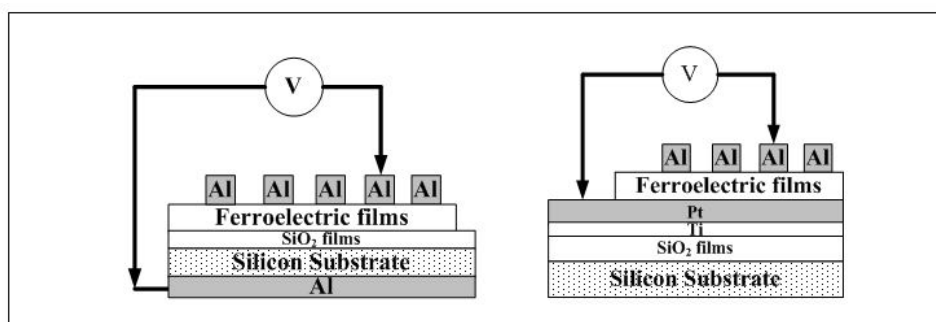 V
Al Al Al Al Al
Ferroelectric films
SiO₂ films
Silicon Substrate
Al
V
Al Al Al Al
Ferroelectric films
Pt
Ti
SiO₂ films
Silicon Substrate